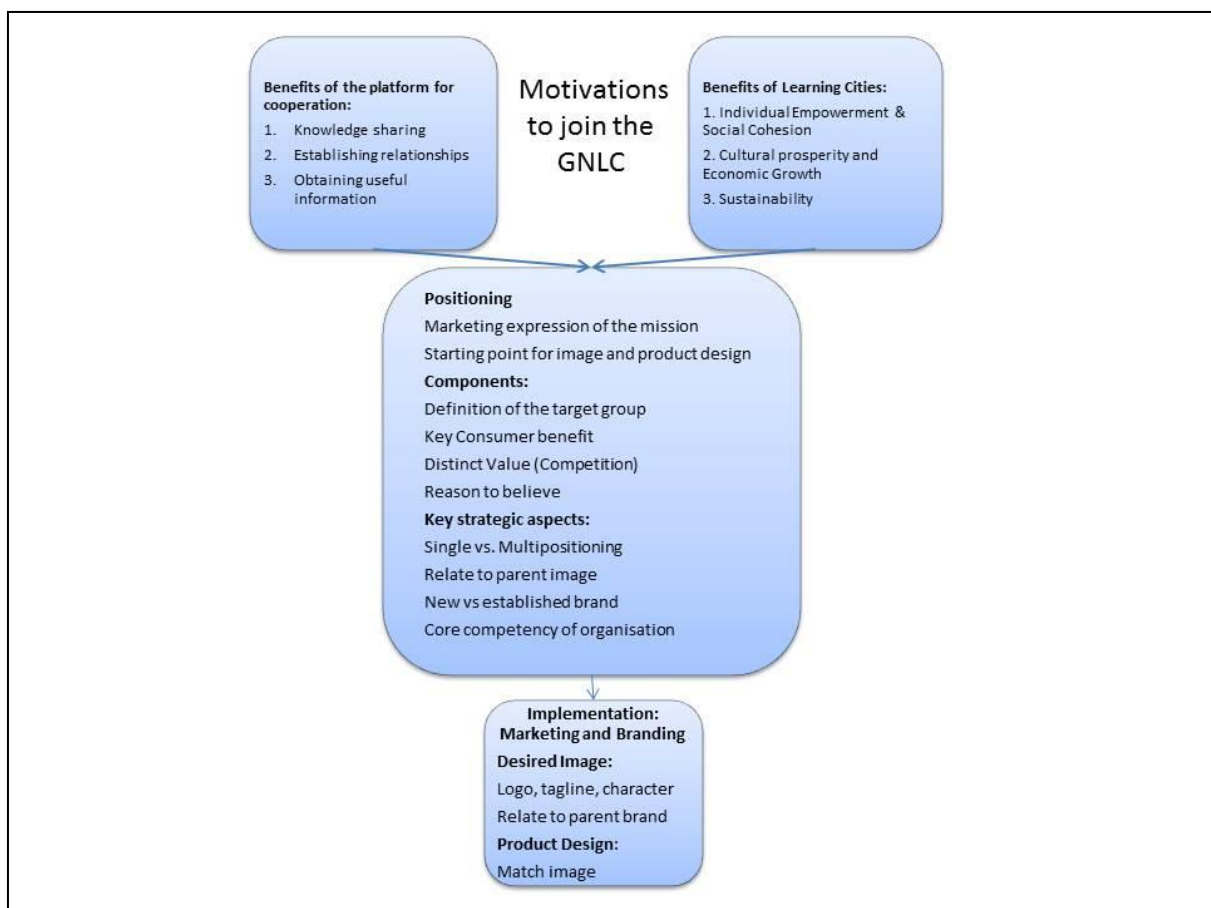 Benefits of the platform for
cooperation:
1. Knowledge sharing
2. Establishing relationships
3. Obtaining useful
information
Motivations
to join the
GNLC
Benefits of Learning Cities:
1. Individual Empowerment &
Social Cohesion
2. Cultural prosperity and
Economic Growth
3. Sustainability
Positioning
Marketing expression of the mission
Starting point for image and product design
Components:
Definition of the target group
Key Consumer benefit
Distinct Value (Competition)
Reason to believe
Key strategic aspects:
Single vs. Multipositioning
Relate to parent image
New vs established brand
Core competency of organisation
Implementation:
Marketing and Branding
Desired Image:
Logo, tagline, character
Relate to parent brand
Product Design:
Match image